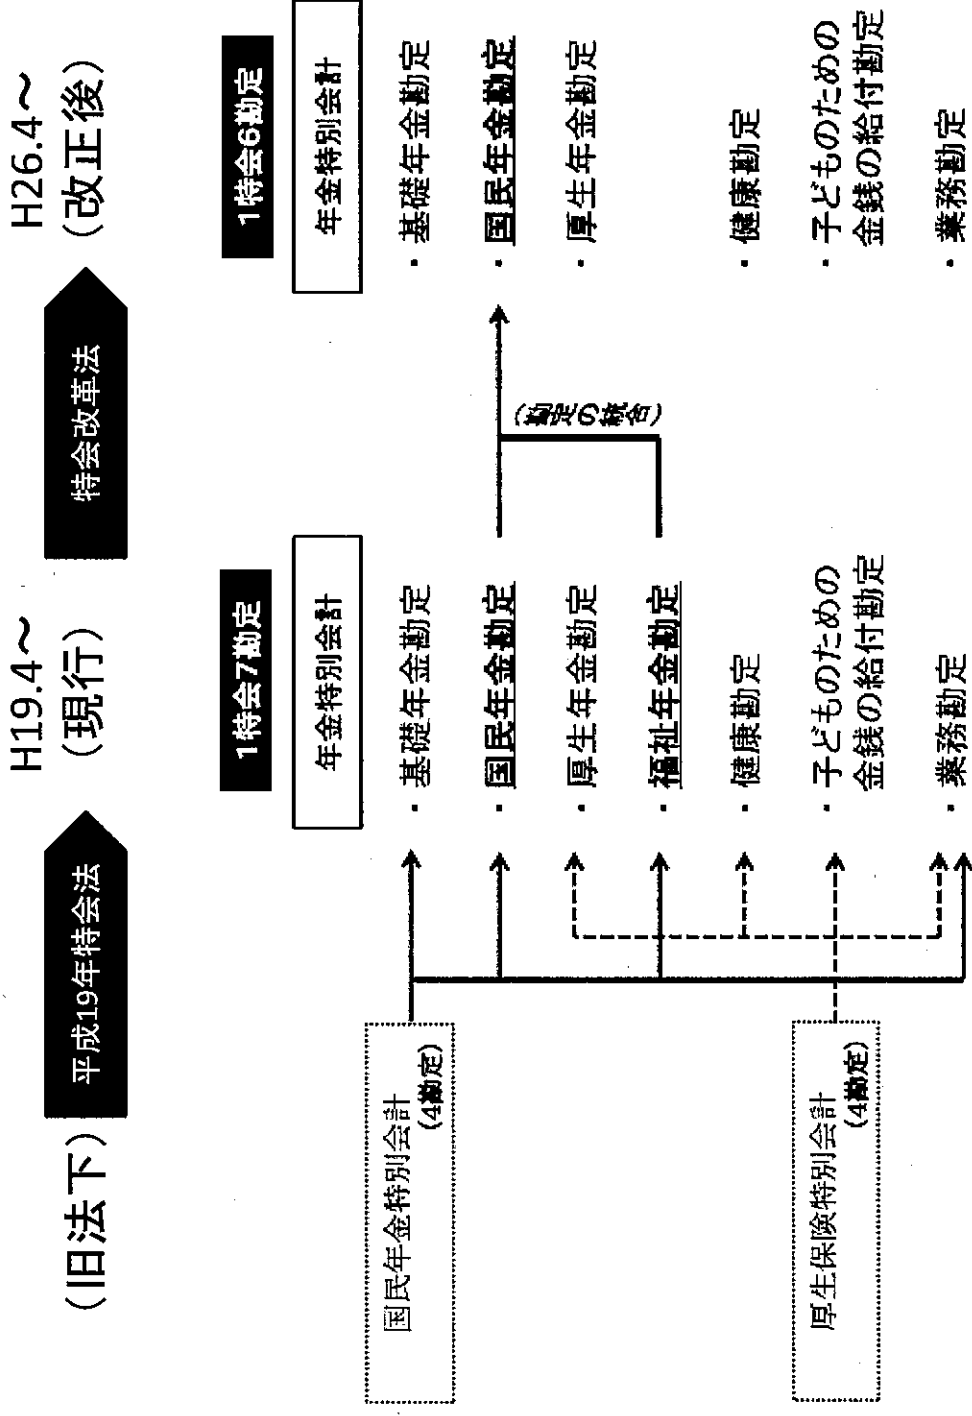 (旧法下)
平成19年特会法
H19.4～
(現行)
特会改革法
H26.4～
(改正後)
国民年金特別会計
(4勘定)
厚生保険特別会計
(4勘定)
1特会7勘定
年金特別会計
・基礎年金勘定
・国民年金勘定
・厚生年金勘定
・福祉年金勘定
・健康勘定
・子どものための
金銭の給付勘定
・業務勘定
(勘定の統合)
1特会6勘定
年金特別会計
・基礎年金勘定
・国民年金勘定
・厚生年金勘定
・健康勘定
・子どものための
金銭の給付勘定
・業務勘定